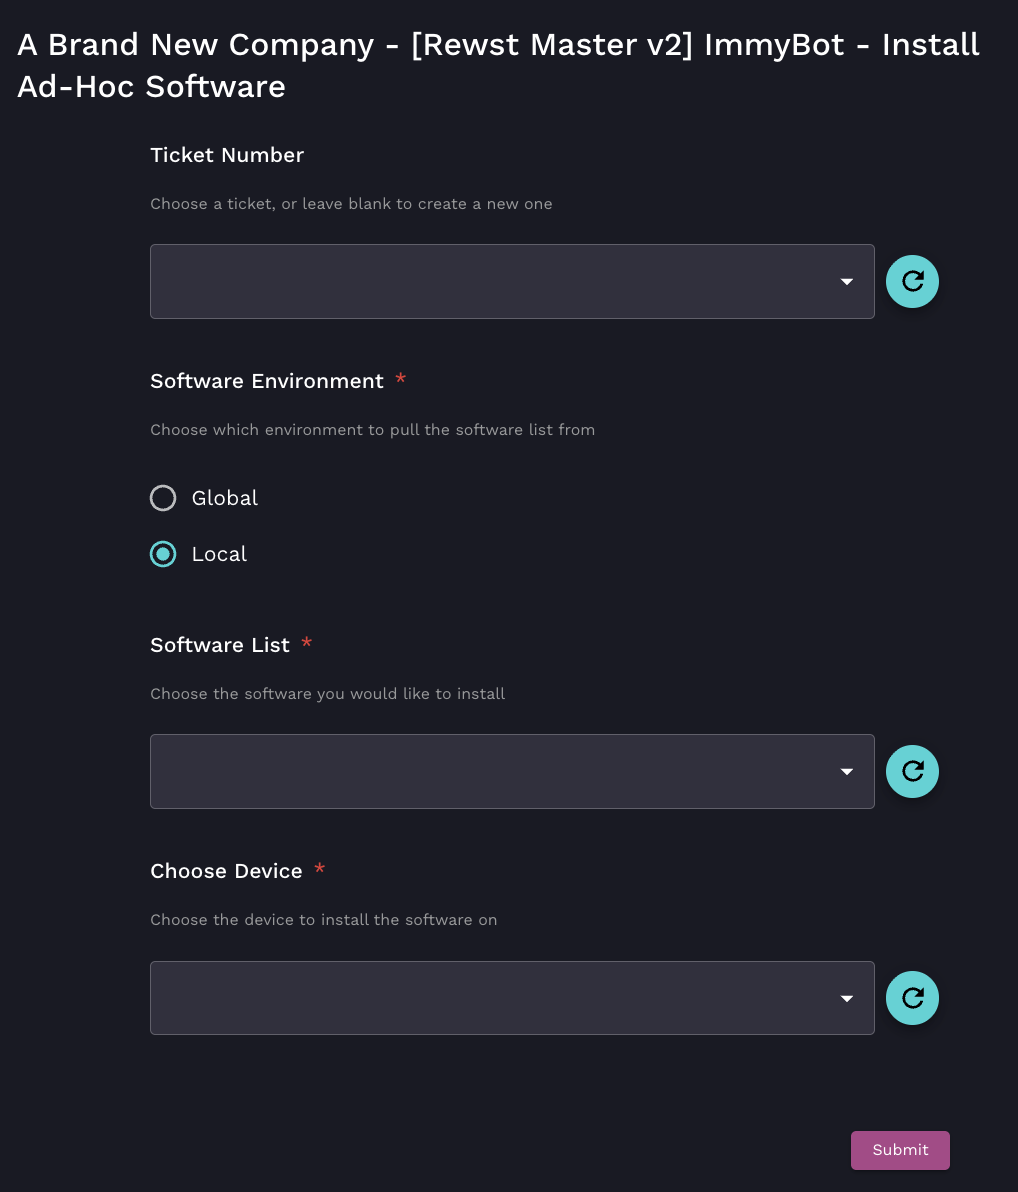 A Brand New Company - [Rewst Master v2] ImmyBot - Install
Ad-Hoc Software
Ticket Number
Choose a ticket, or leave blank to create a new one
Software Environment *
Choose which environment to pull the software list from
Global
Local
Software List *
Choose the software you would like to install
Choose Device *
Choose the device to install the software on
Submit